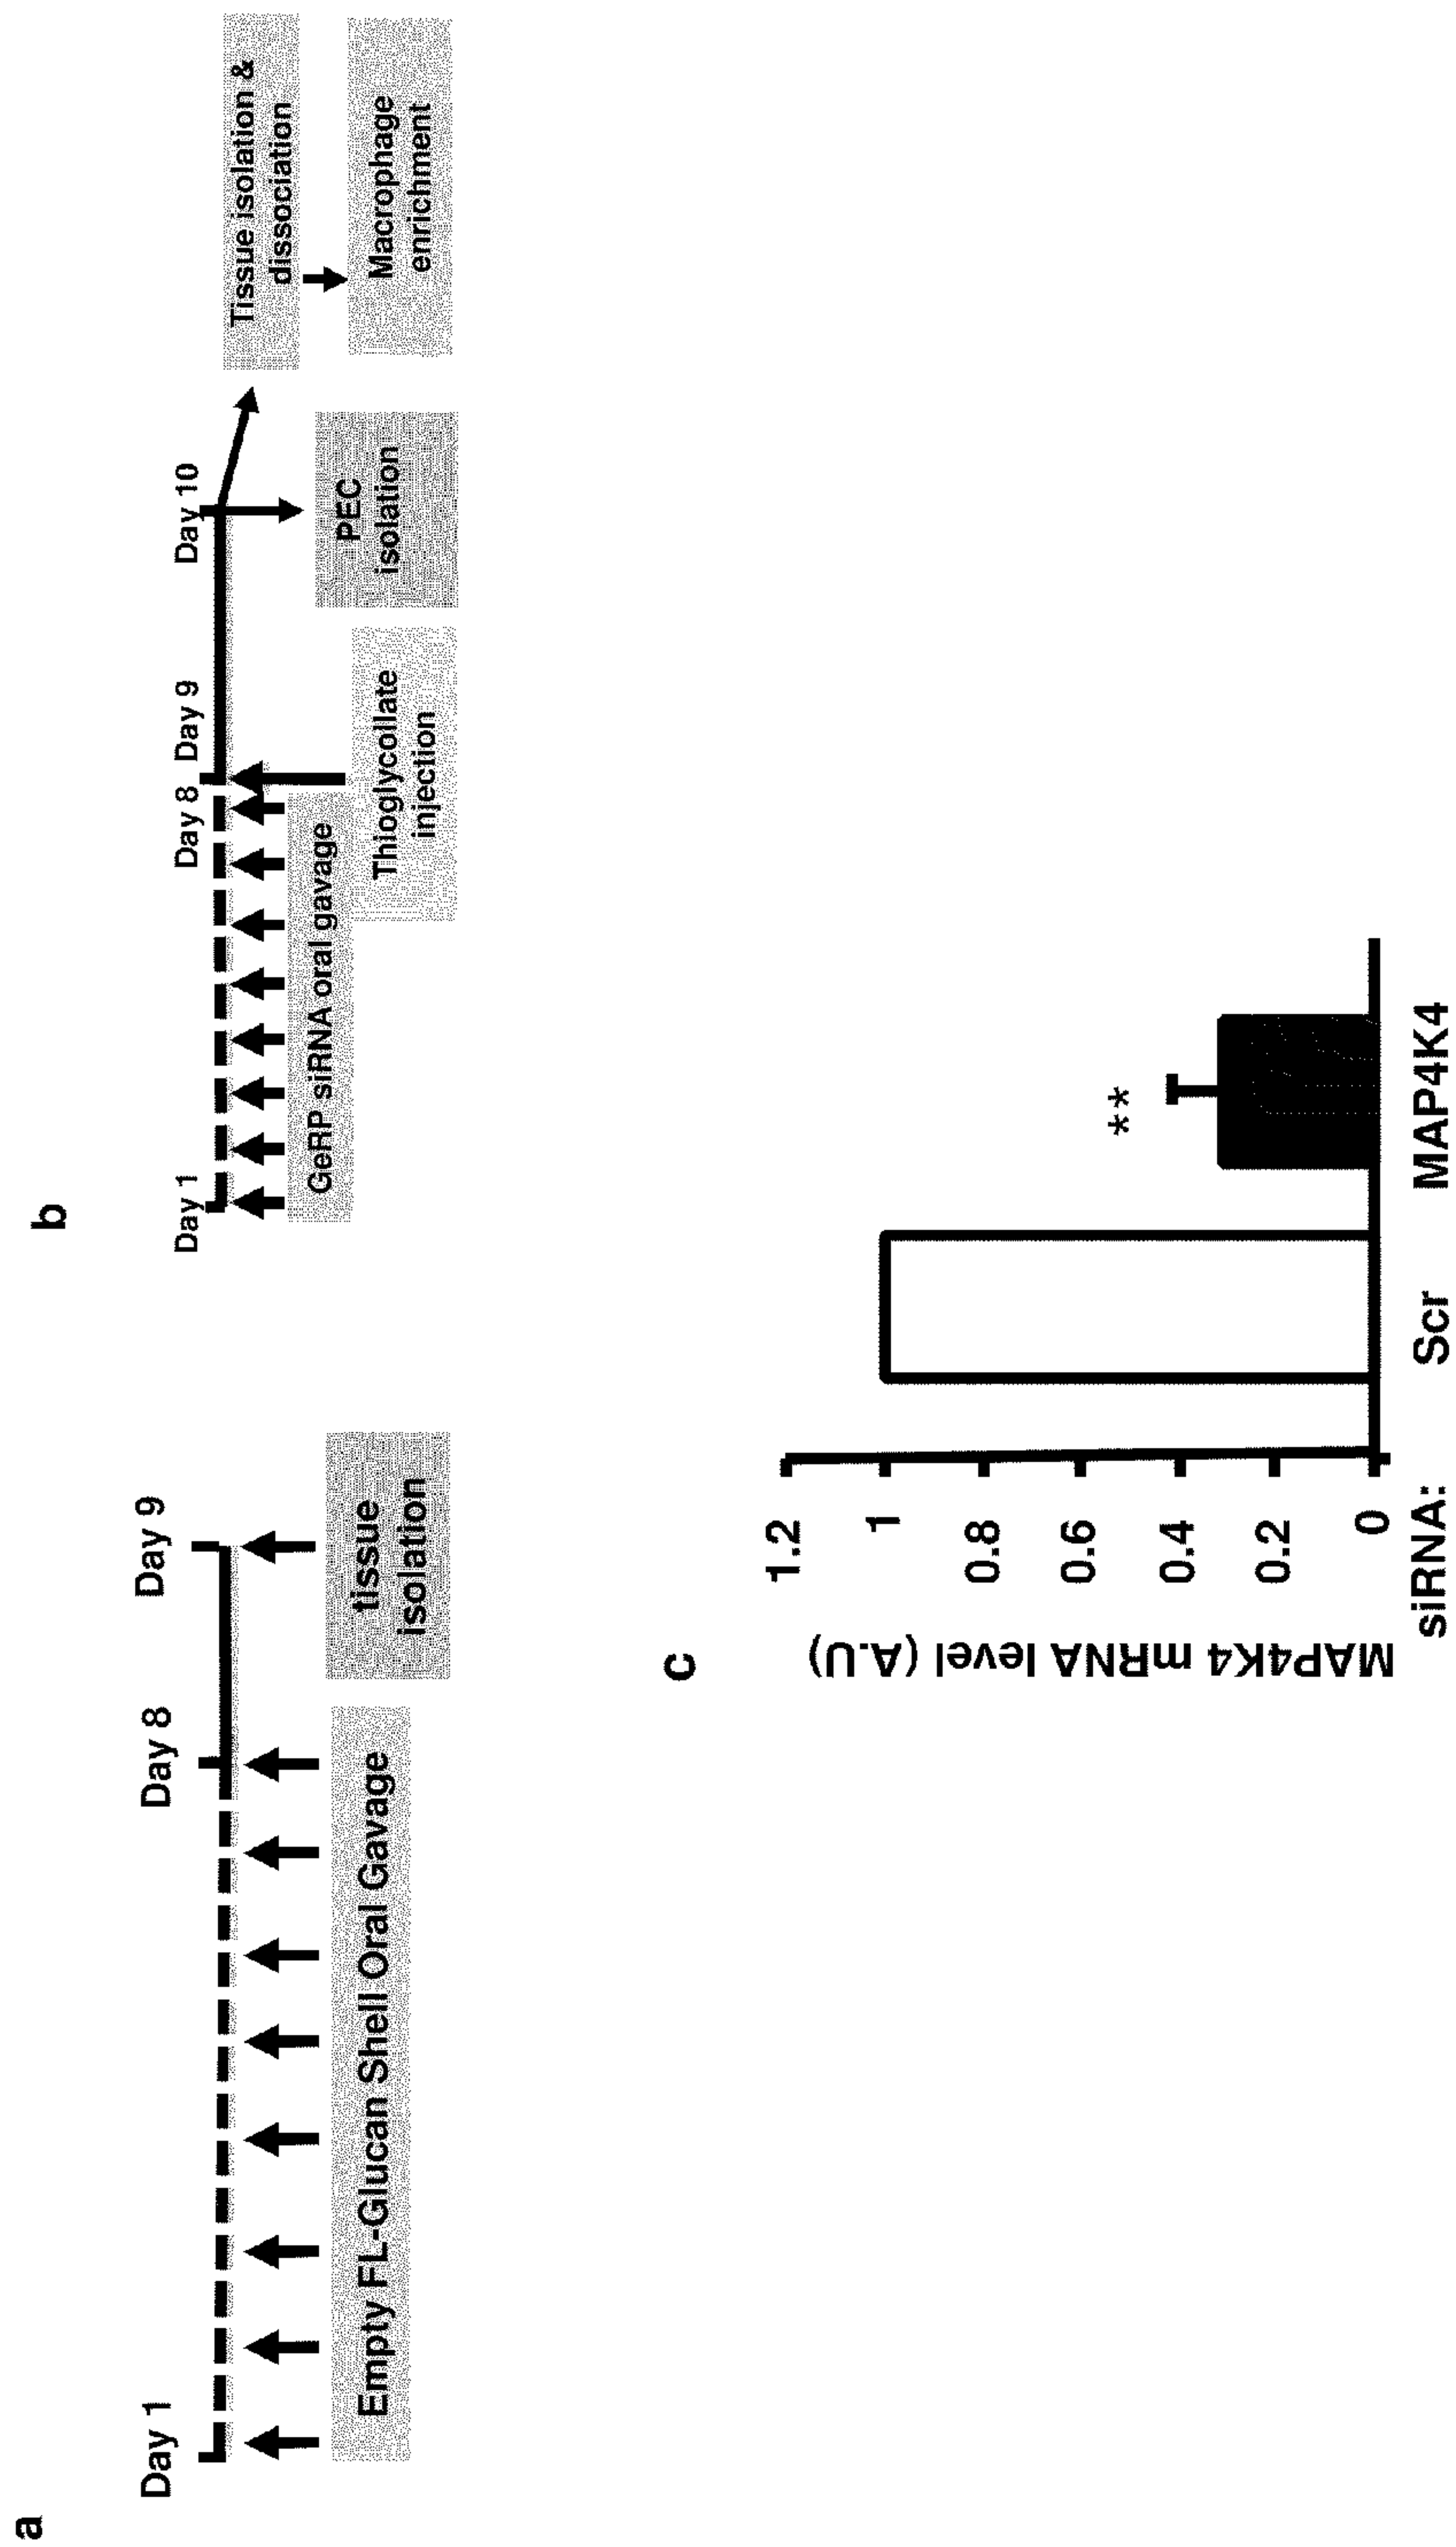 a
Day 1
Day 8
Day 9
Empty FL-Glucan Shell Oral Gavage
tissue
isolation
b
Day 1
Day 8
Day 9
Day 10
GeRP siRNA oral gavage
Thioglycollate
injection
PEC
isolation
Tissue isolation &
dissociation
Macrophage
enrichment
c
MAP4K4 mRNA level (A.U)
1.2
1
0.8
0.6
0.4
0.2
0
**
siRNA:
Scr
MAP4K4